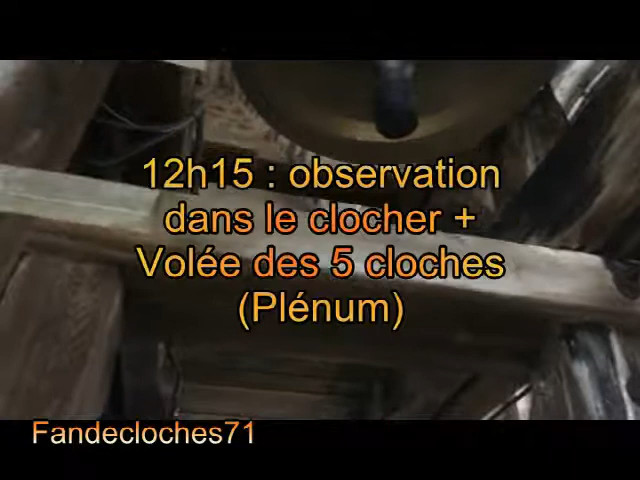 12h15 : observation
dans le clocher +
Volée des 5 cloches
(Plénum)
Fandecloches71